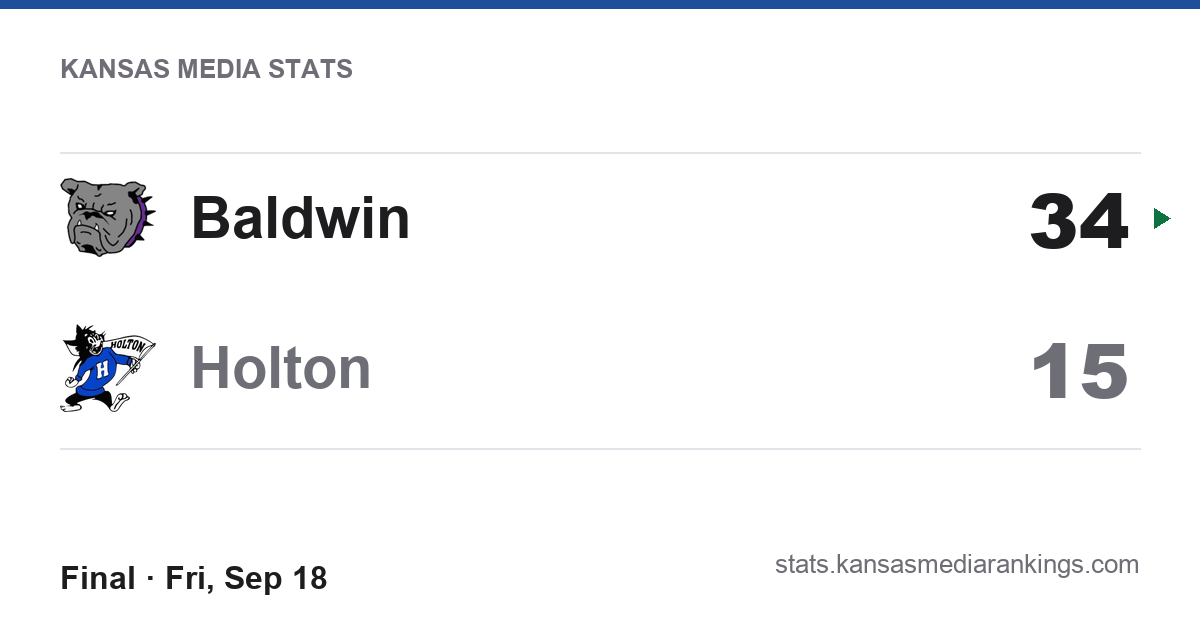 KANSAS MEDIA STATS
Baldwin 34
HOLTON
H
Holton 15
Final · Fri, Sep 18
stats.kansasmediarankings.com